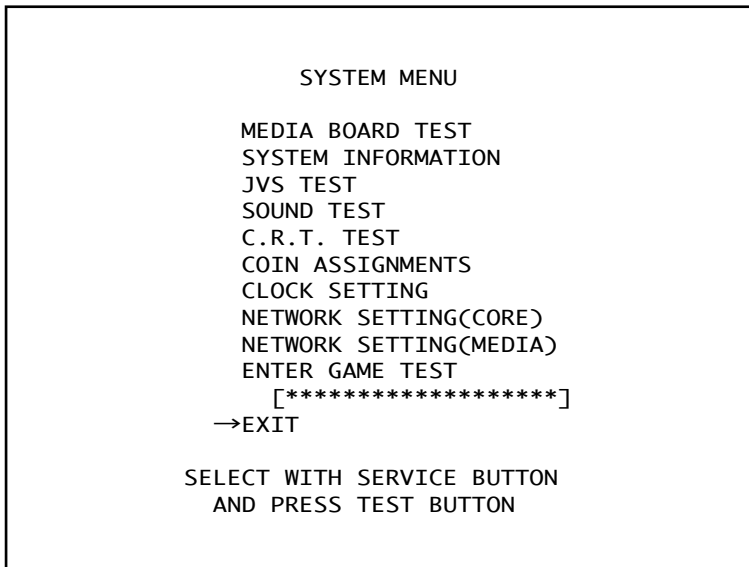 SYSTEM MENU
MEDIA BOARD TEST
SYSTEM INFORMATION
JVS TEST
SOUND TEST
C.R.T. TEST
COIN ASSIGNMENTS
CLOCK SETTING
NETWORK SETTING(CORE)
NETWORK SETTING(MEDIA)
ENTER GAME TEST
[*******************]
→EXIT
SELECT WITH SERVICE BUTTON
AND PRESS TEST BUTTON